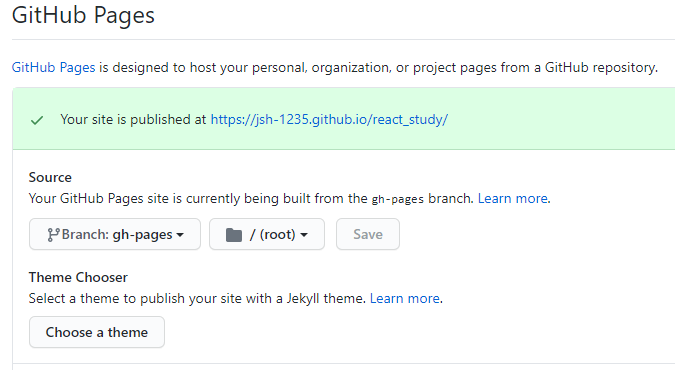 GitHub Pages
GitHub Pages is designed to host your personal, organization, or project pages from a GitHub repository.
Your site is published at https://jsh-1235.github.io/react_study/
Source
Your GitHub Pages site is currently being built from the gh-pages branch. Learn more.
Branch: gh-pages / (root) Save
Theme Chooser
Select a theme to publish your site with a Jekyll theme. Learn more.
Choose a theme